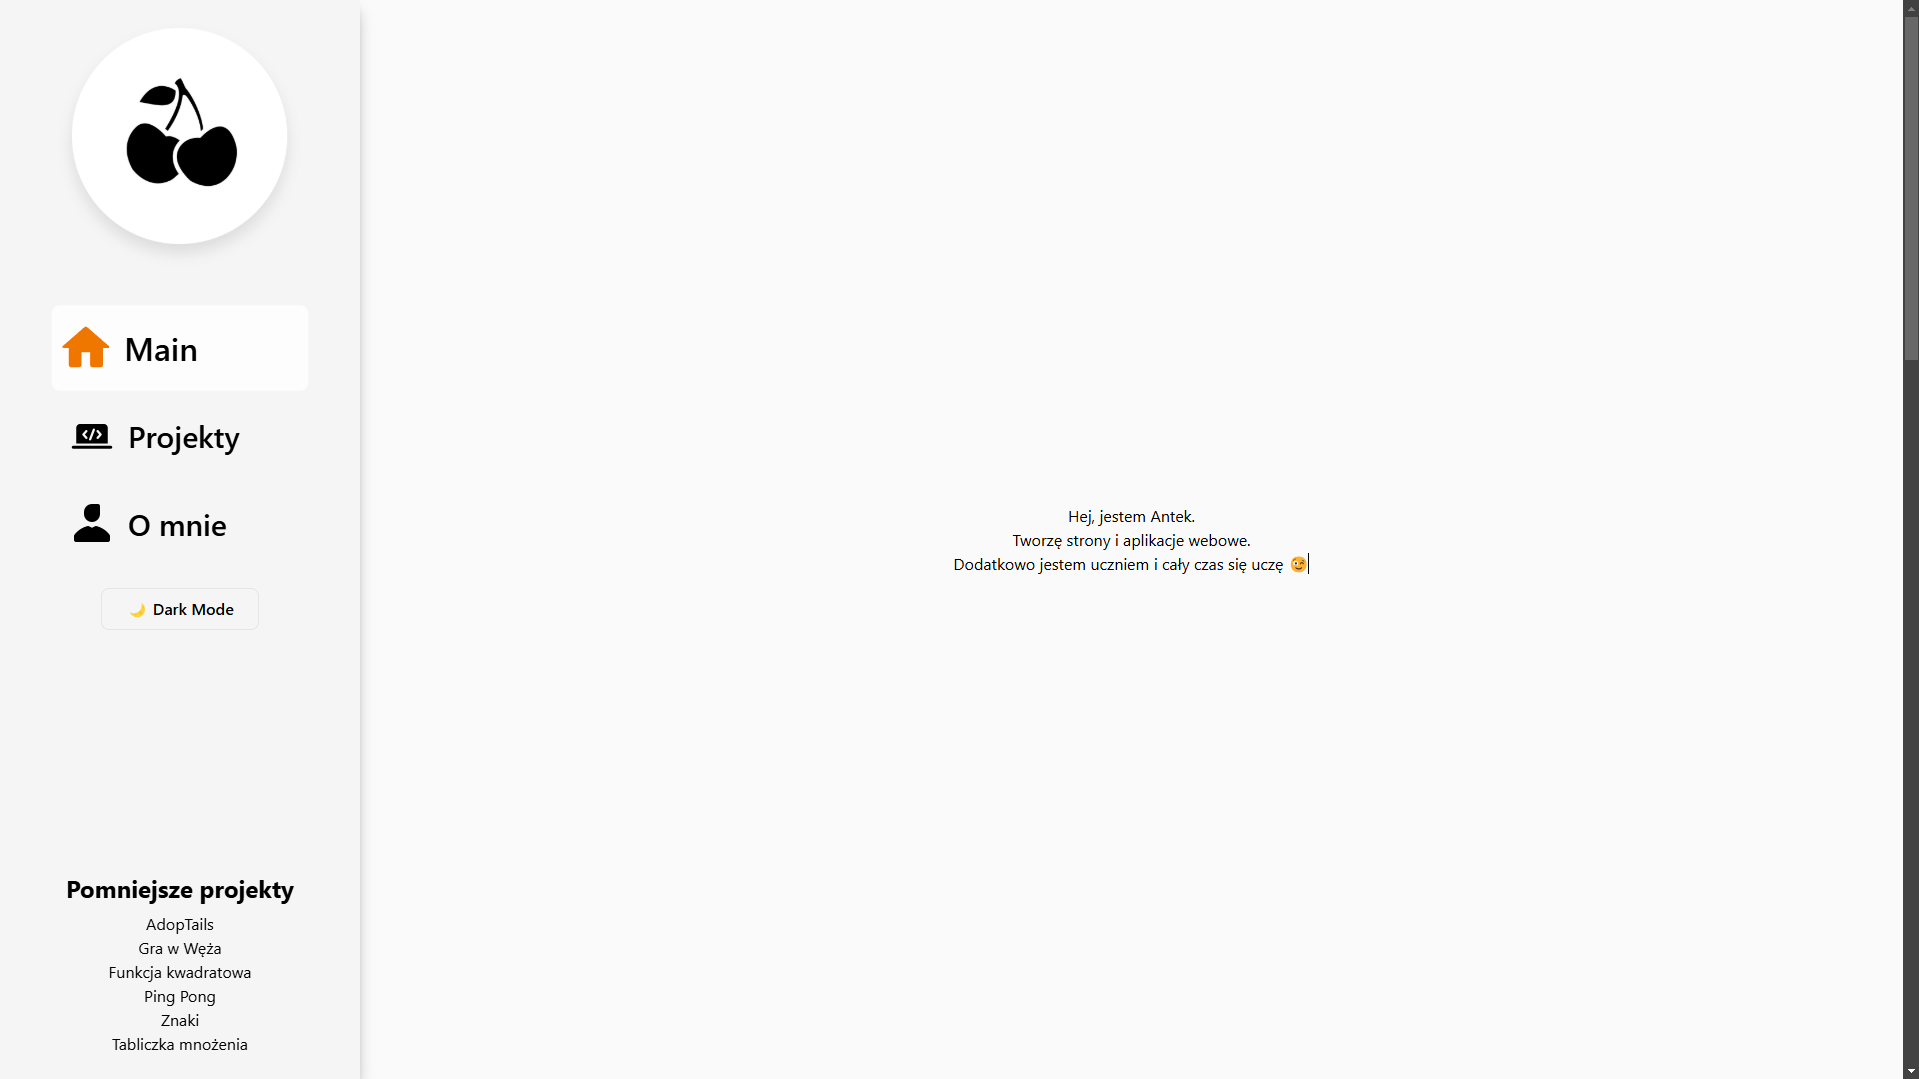 Main
Projekty
O mnie
🌙 Dark Mode
Pomniejsze projekty
AdopTails
Gra w Węża
Funkcja kwadratowa
Ping Pong
Znaki
Tabliczka mnożenia
Hej, jestem Antek.
Tworzę strony i aplikacje webowe.
Dodatkowo jestem uczniem i cały czas się uczę 😉